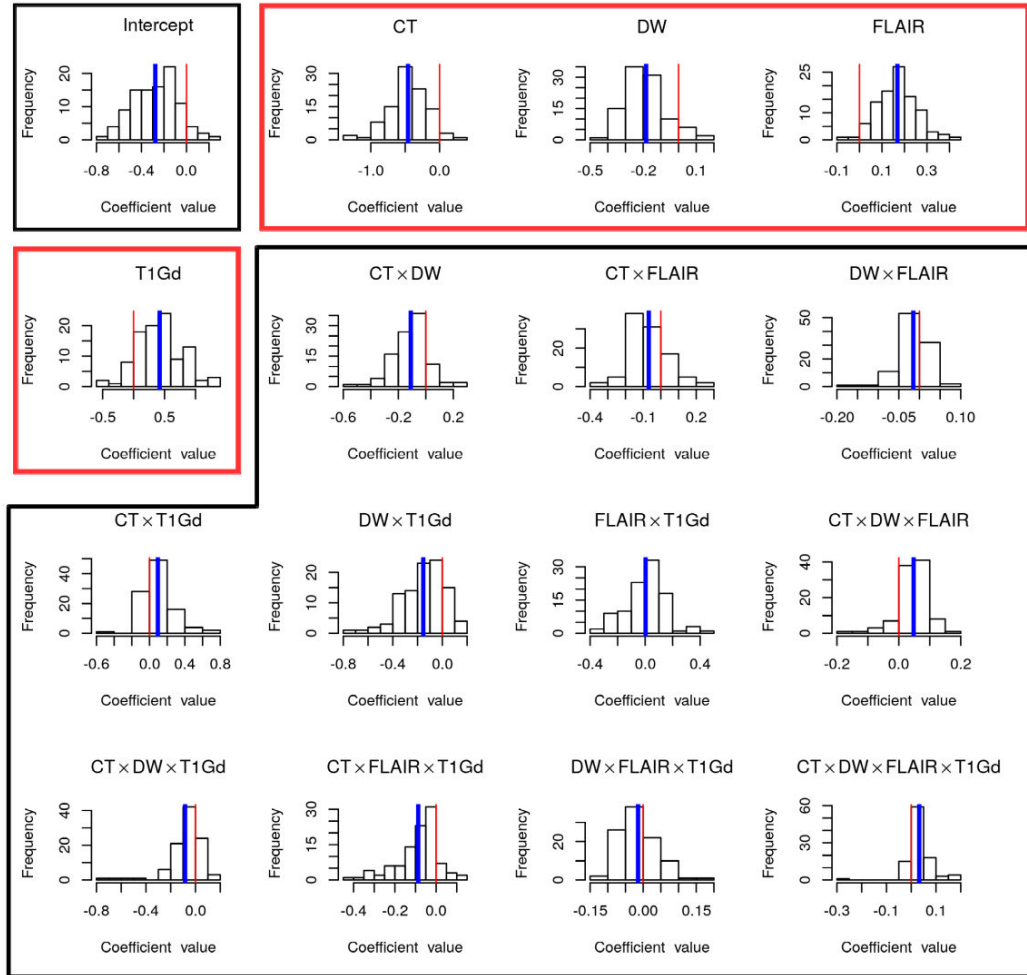 Intercept
Frequency
0 10 20
-0.8 -0.4 0.0
Coefficient value
CT
Frequency
0 15 30
-1.0 0.0
Coefficient value
DW
Frequency
0 15 35
-0.5 -0.2 0.1
Coefficient value
FLAIR
Frequency
0 10 25
-0.1 0.1 0.3
Coefficient value
T1Gd
Frequency
0 10 20
-0.5 0.5
Coefficient value
CT×DW
Frequency
0 15 35
-0.6 -0.2 0.2
Coefficient value
CT×FLAIR
Frequency
0 20
-0.4 -0.1 0.2
Coefficient value
DW×FLAIR
Frequency
0 20 50
-0.20 -0.05 0.10
Coefficient value
CT×T1Gd
Frequency
0 20 40
-0.6 0.0 0.4 0.8
Coefficient value
DW×T1Gd
Frequency
0 10 20
-0.8 -0.4 0.0
Coefficient value
FLAIR×T1Gd
Frequency
0 15 30
-0.4 0.0 0.4
Coefficient value
CT×DW×FLAIR
Frequency
0 20 40
-0.2 0.0 0.2
Coefficient value
CT×DW×T1Gd
Frequency
0 20 40
-0.8 -0.4 0.0
Coefficient value
CT×FLAIR×T1Gd
Frequency
0 15 30
-0.4 -0.2 0.0
Coefficient value
DW×FLAIR×T1Gd
Frequency
0 20
-0.15 0.00 0.15
Coefficient value
CT×DW×FLAIR×T1Gd
Frequency
0 30 60
-0.3 -0.1 0.1
Coefficient value